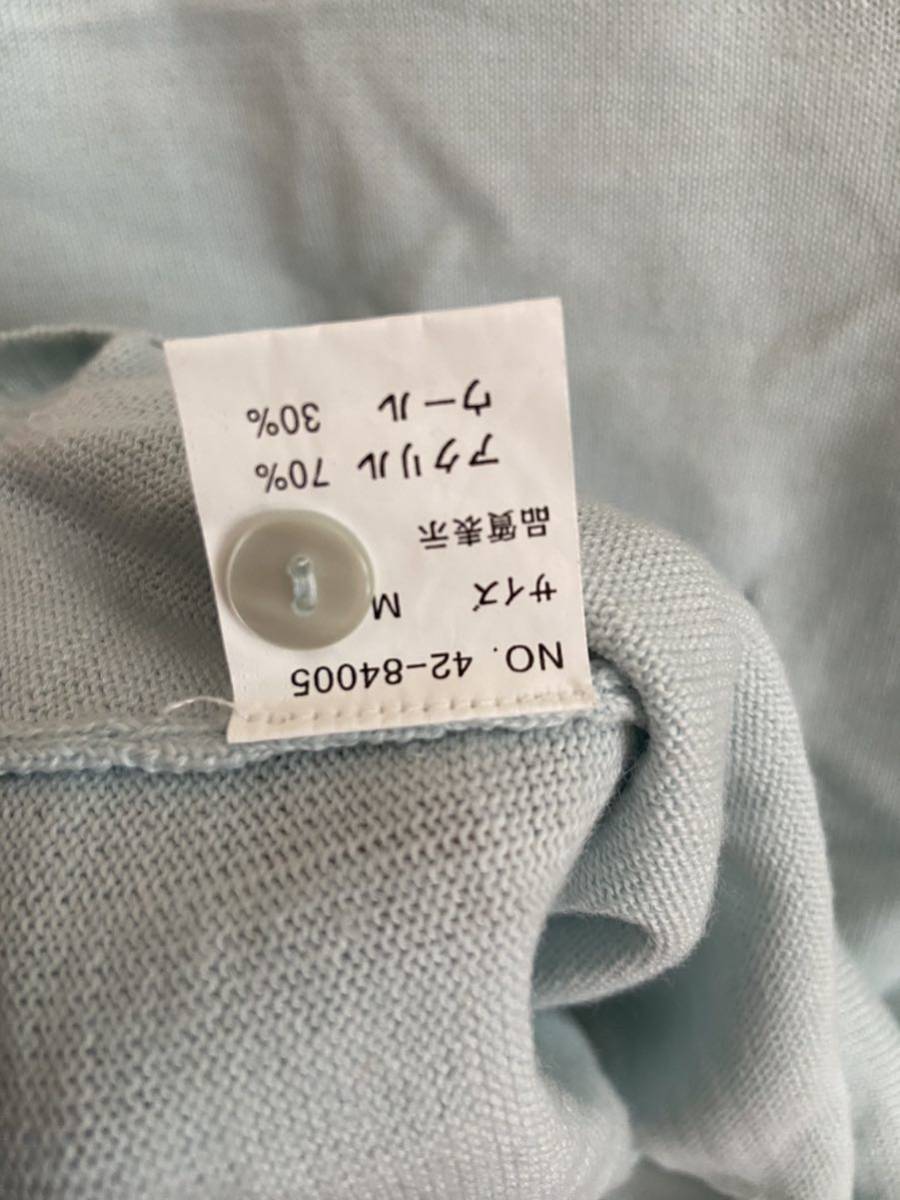 NO. 42-84005
サイズ M
品質表示
アクリル 70%
ウール 30%